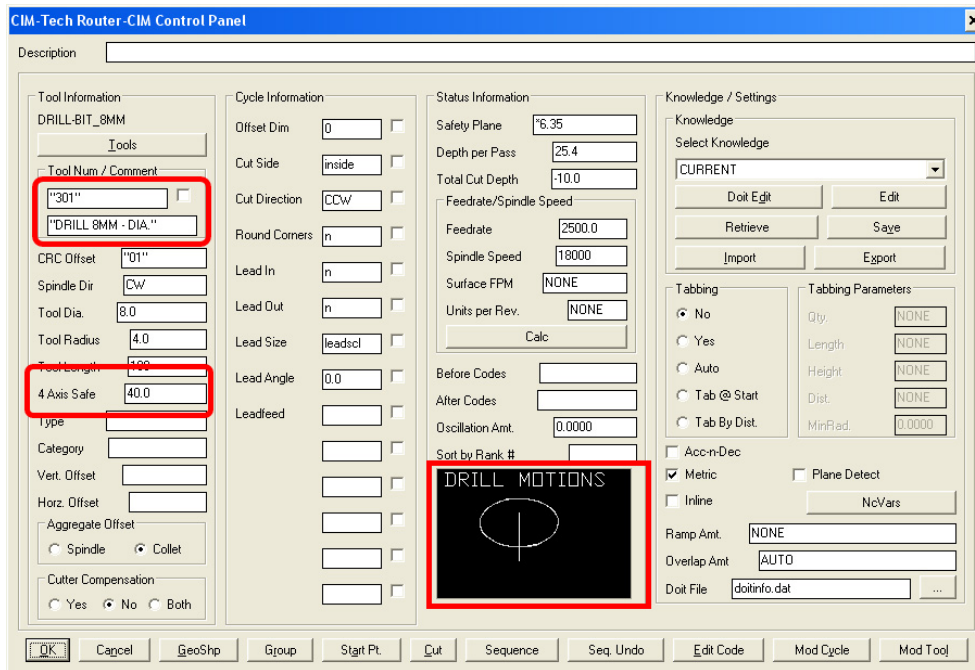 CIM-Tech Router-CIM Control Panel
Description
Tool Information
DRILL-BIT_8MM
Tools
Tool Num / Comment
"301"
"DRILL 8MM - DIA."
CRC Offset "01"
Spindle Dir CW
Tool Dia. 8.0
Tool Radius 4.0
Tool Length 100
4 Axis Safe 40.0
Type
Category
Vert. Offset
Horz. Offset
Aggregate Offset
Spindle Collet
Cutter Compensation
Yes No Both
Cycle Information
Offset Dim 0
Cut Side inside
Cut Direction CCW
Round Corners n
Lead In n
Lead Out n
Lead Size leadscl
Lead Angle 0.0
Leadfeed
Status Information
Safety Plane *6.35
Depth per Pass 25.4
Total Cut Depth -10.0
Feedrate/Spindle Speed
Feedrate 2500.0
Spindle Speed 18000
Surface FPM NONE
Units per Rev. NONE
Calc
Before Codes
After Codes
Oscillation Amt. 0.0000
Sort by Rank #
DRILL MOTIONS
Knowledge / Settings
Knowledge
Select Knowledge
CURRENT
Doit Edit Edit
Retrieve Save
Import Export
Tabbing
No
Yes
Auto
Tab @ Start
Tab By Dist.
Tabbing Parameters
Qty. NONE
Length NONE
Height NONE
Dist. NONE
MinRad. 0.0000
Acc-n-Dec
Metric Plane Detect
Inline NcVars
Ramp Amt. NONE
Overlap Amt AUTO
Doit File doitinfo.dat ...
OK Cancel GeoShp Group Start Pt. Cut Sequence Seq. Undo Edit Code Mod Cycle Mod Tool